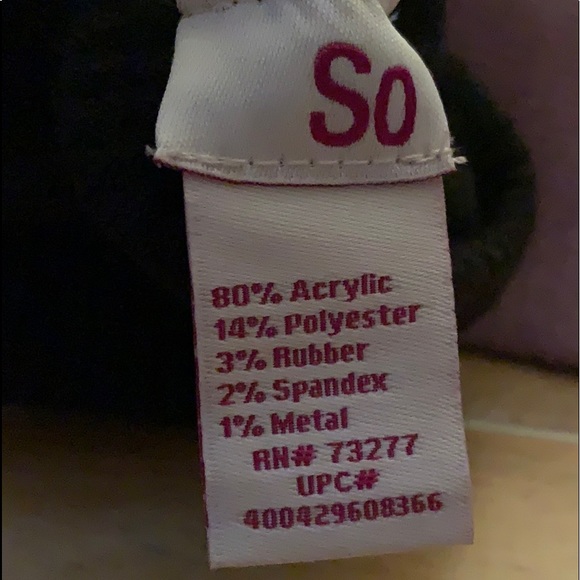 So
80% Acrylic
14% Polyester
3% Rubber
2% Spandex
1% Metal
RN# 73277
UPC#
400429608366